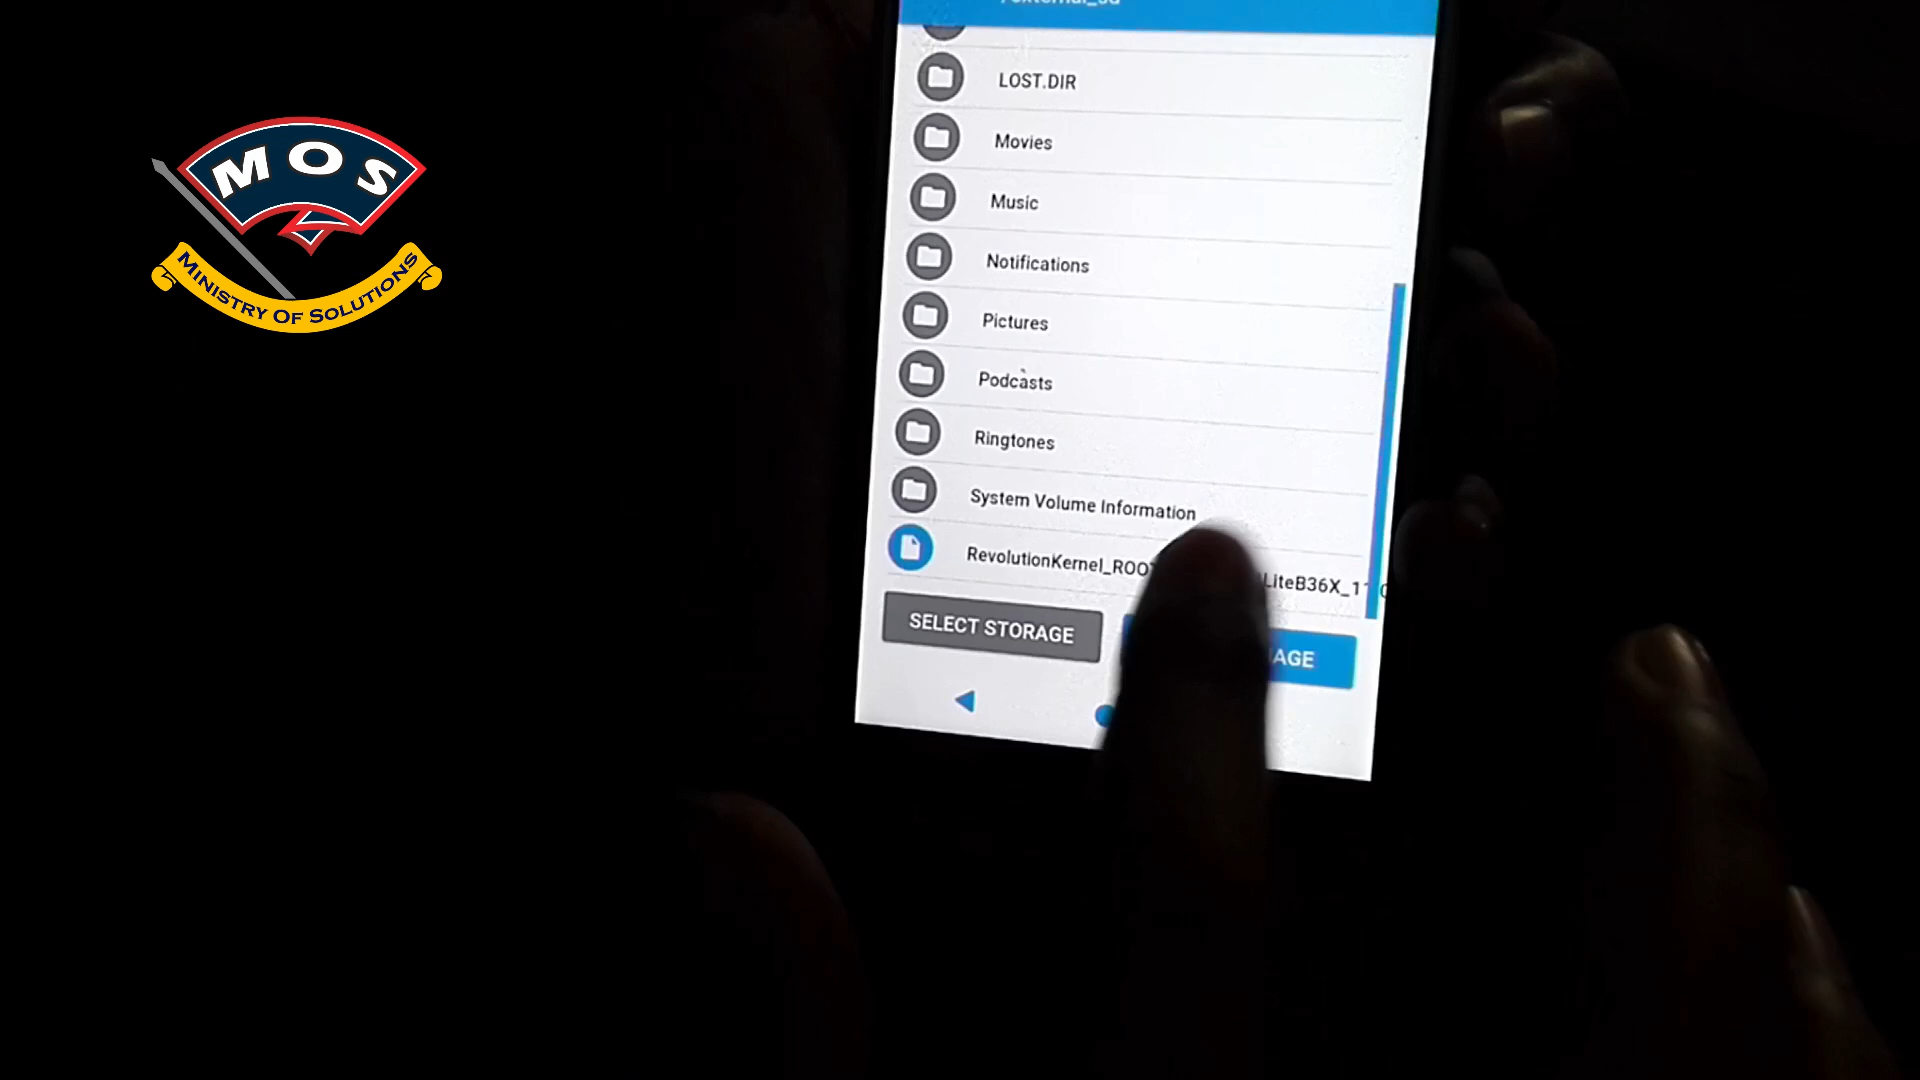 MOS
MINISTRY OF SOLUTIONS
/external_sd
LOST.DIR
Movies
Music
Notifications
Pictures
Podcasts
Ringtones
System Volume Information
RevolutionKernel_ROO LiteB36X_1
SELECT STORAGE
AGE